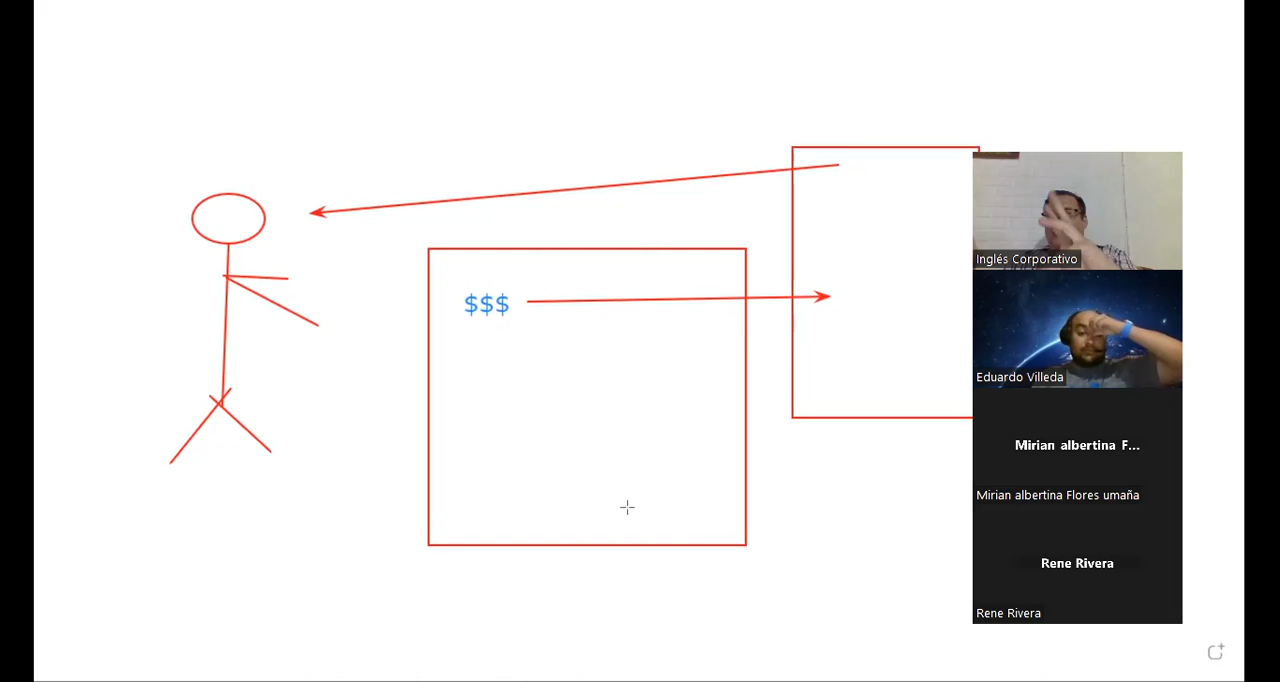 $$$
Inglés Corporativo
Eduardo Villeda
Mirian albertina F...
Mirian albertina Flores umaña
Rene Rivera
Rene Rivera